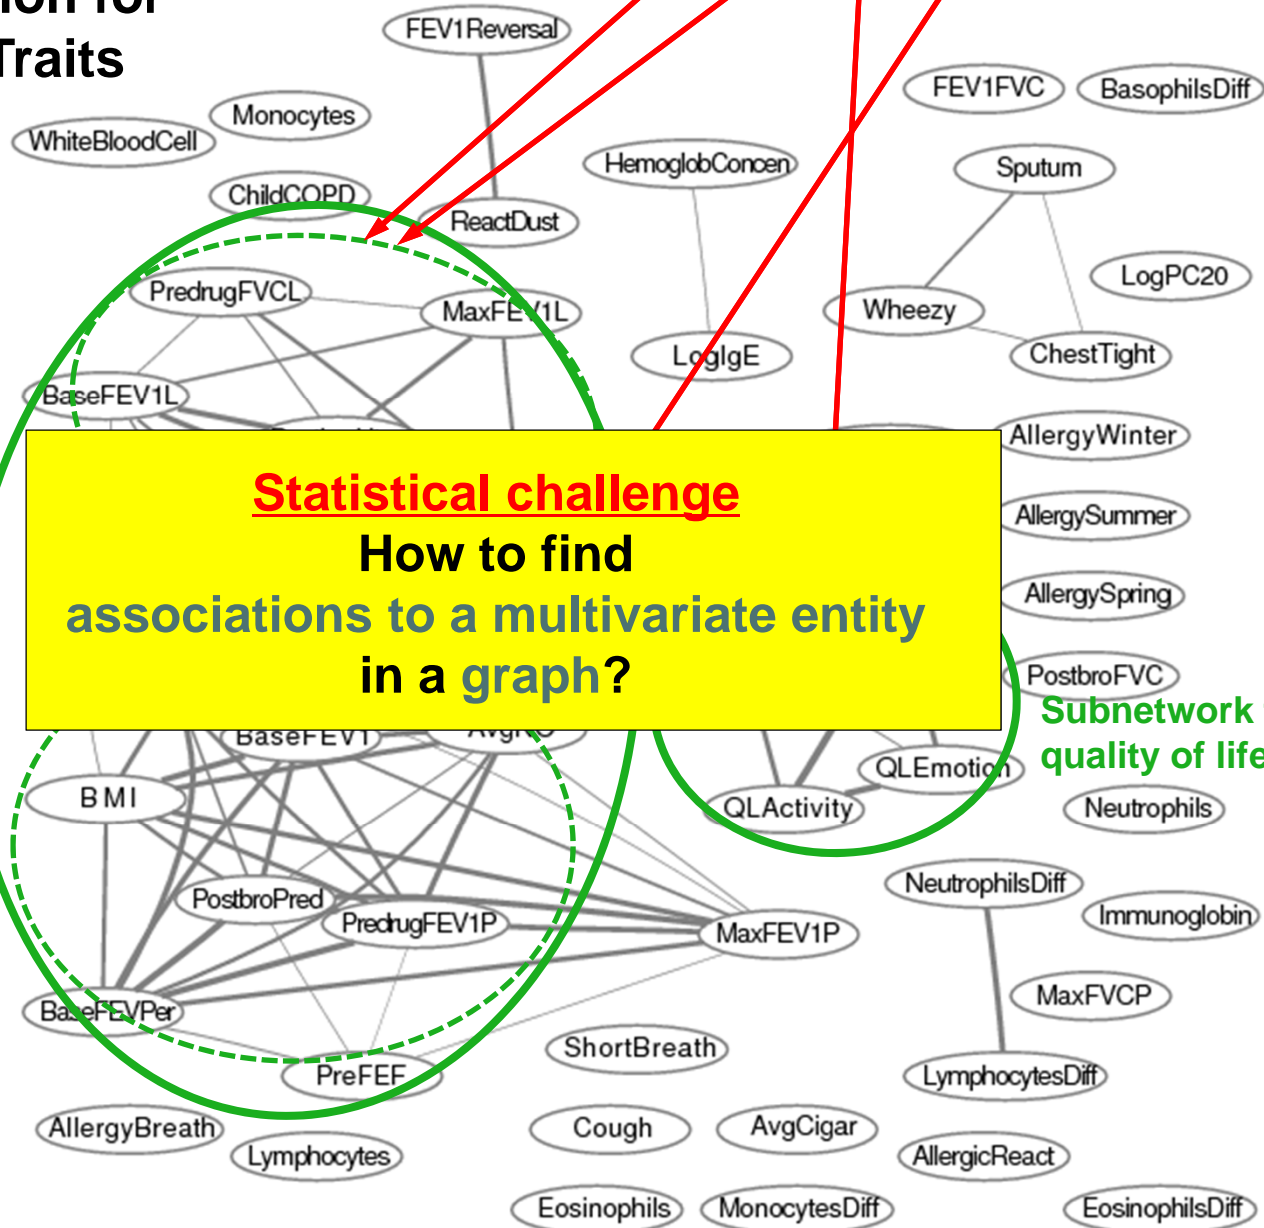 Traits
FEV1Reversal
FEV1FVC
BasophilsDiff
Monocytes
WhiteBloodCell
HemoglobConcen
Sputum
ChildCOPD
ReactDust
LogPC20
PredrugFVCL
MaxFEV1L
Wheezy
LogIgE
ChestTight
BaseFEV1L
AllergyWinter
Statistical challenge
How to find
associations to a multivariate entity
in a graph?
AllergySummer
AllergySpring
PostbroFVC
Subnetwork
quality of life
BaseFEV1
QLEmotion
BMI
QLActivity
Neutrophils
NeutrophilsDiff
PostbroPred
PredrugFEV1P
Immunoglobin
MaxFEV1P
MaxFVCP
BaseFEVPer
ShortBreath
PreFEF
LymphocytesDiff
AllergyBreath
Cough
AvgCigar
Lymphocytes
AllergicReact
Eosinophils
MonocytesDiff
EosinophilsDiff